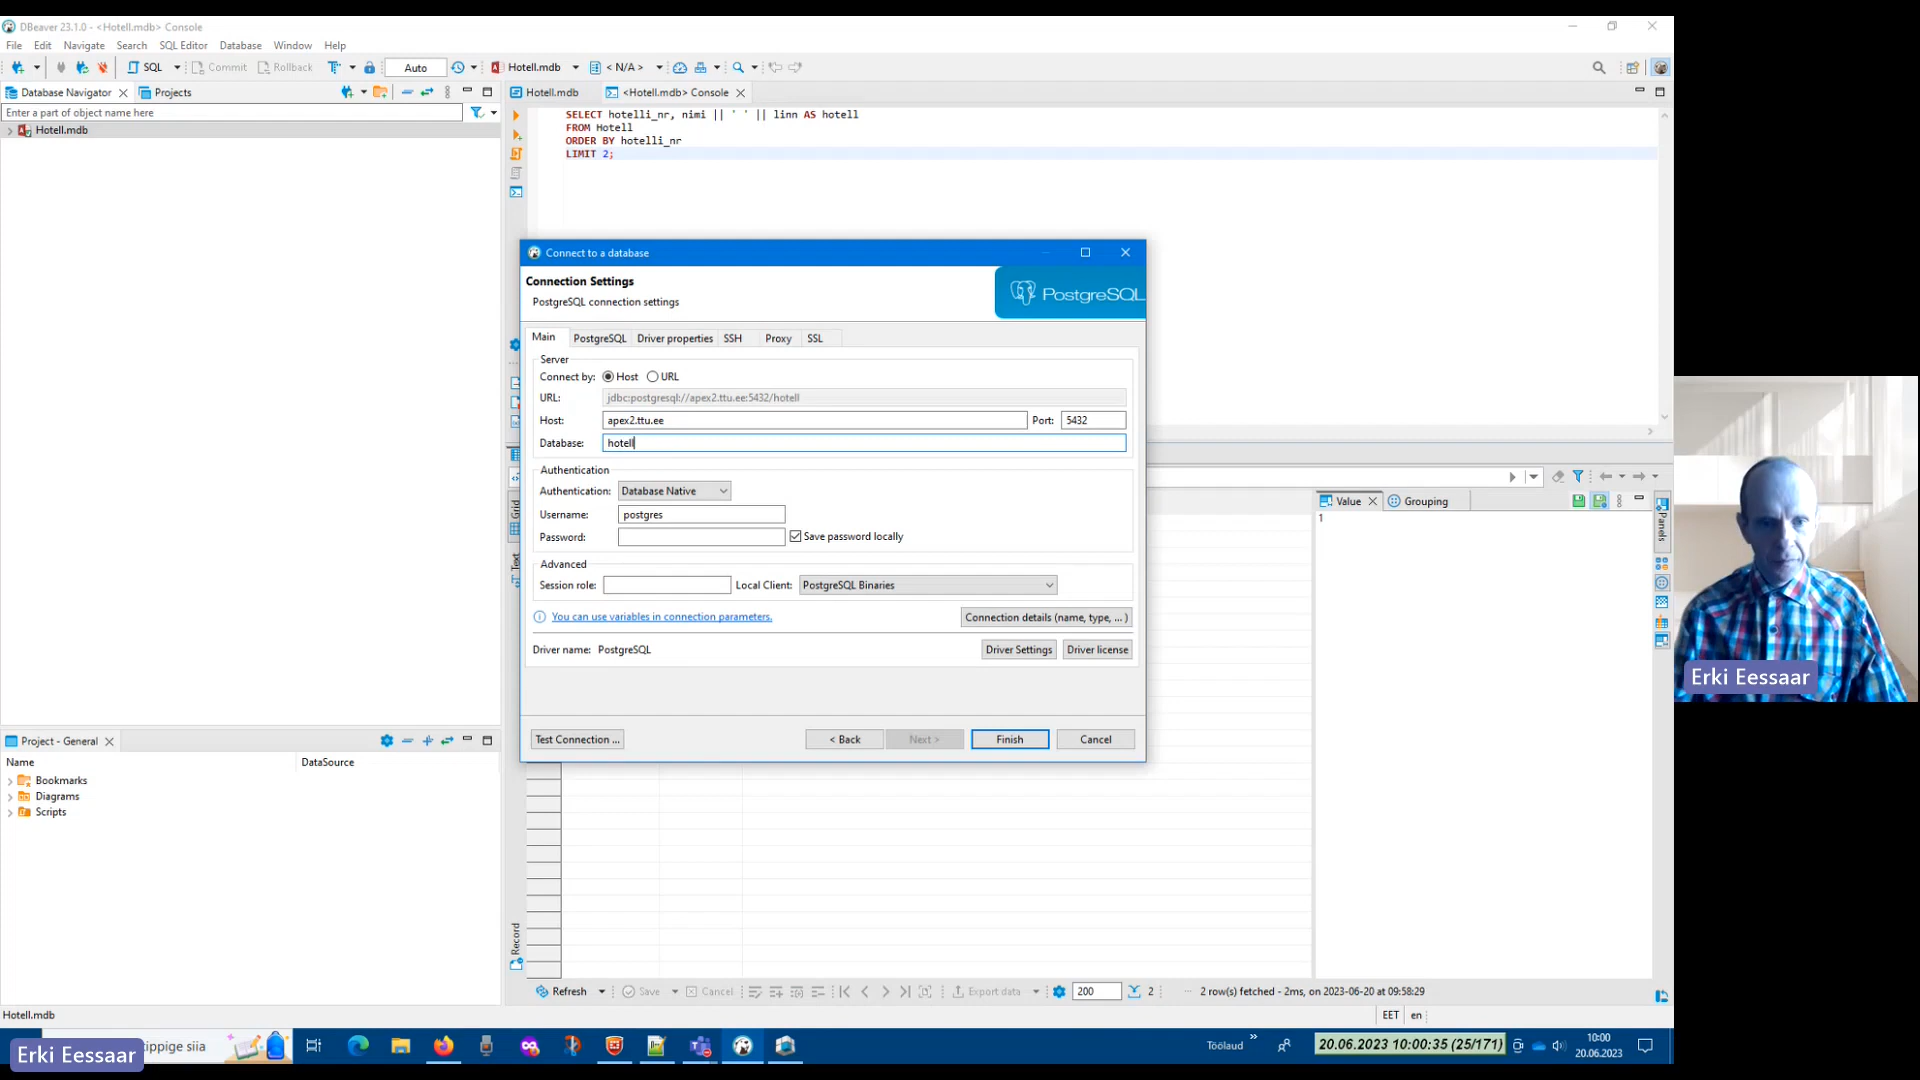 DBeaver 23.1.0 - <Hotell.mdb> Console
File Edit Navigate Search SQL Editor Database Window Help
SQL Commit Rollback Auto Hotell.mdb < N/A >
Database Navigator Projects
Hotell.mdb <Hotell.mdb> Console
Enter a part of object name here
Hotell.mdb
SELECT hotelli_nr, nimi || ' ' || linn AS hotell
FROM Hotell
ORDER BY hotelli_nr
LIMIT 2;
Connect to a database
Connection Settings
PostgreSQL connection settings
PostgreSQL
Main PostgreSQL Driver properties SSH Proxy SSL
Server
Connect by: Host URL
URL: jdbc:postgresql://apex2.ttu.ee:5432/hotell
Host: apex2.ttu.ee Port: 5432
Database: hotell
Authentication
Authentication: Database Native
Username: postgres
Password: Save password locally
Advanced
Session role: Local Client: PostgreSQL Binaries
You can use variables in connection parameters.
Connection details (name, type, ... )
Driver name: PostgreSQL Driver Settings Driver license
Test Connection ... < Back Next > Finish Cancel
Grid
Text
Record
Value Grouping
1
Panels
Project - General
Name DataSource
Bookmarks
Diagrams
Scripts
Refresh Save Cancel Export data 200 2 2 row(s) fetched - 2ms, on 2023-06-20 at 09:58:29
Hotell.mdb EET en
tippige siia
Töölaud
20.06.2023 10:00:35 (25/171)
10:00
20.06.2023
Erki Eessaar
Erki Eessaar